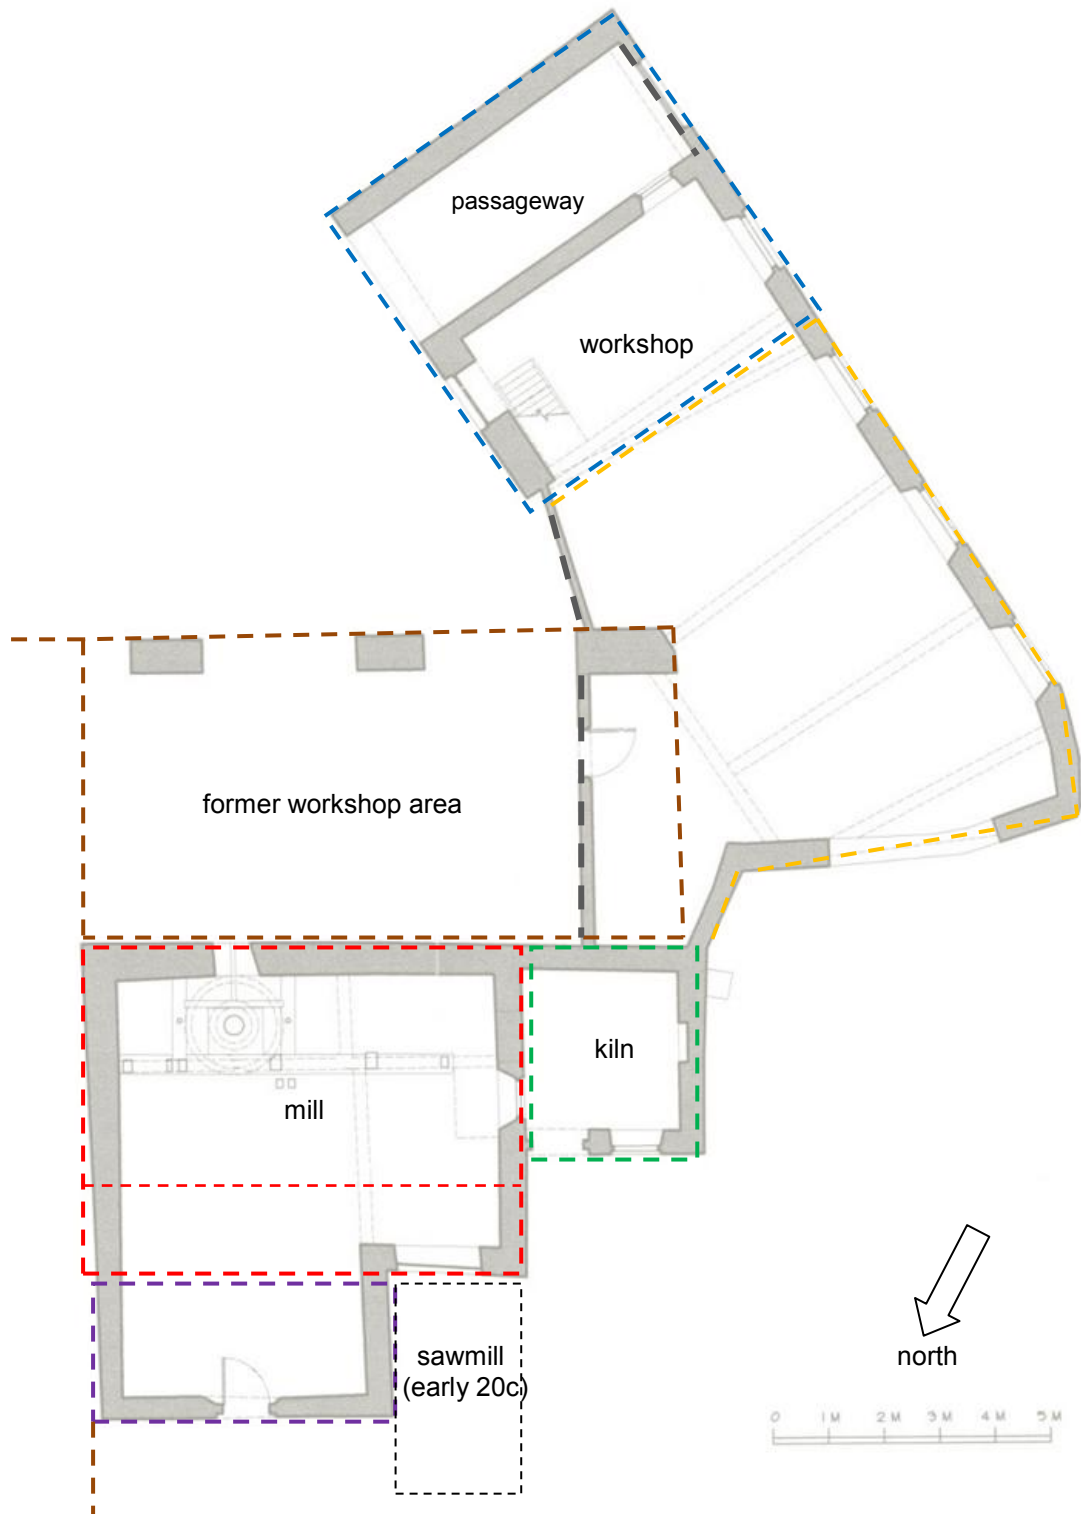 passageway
workshop
former workshop area
kiln
mill
sawmill
(early 20c)
north
0 1M 2M 3M 4M 5M